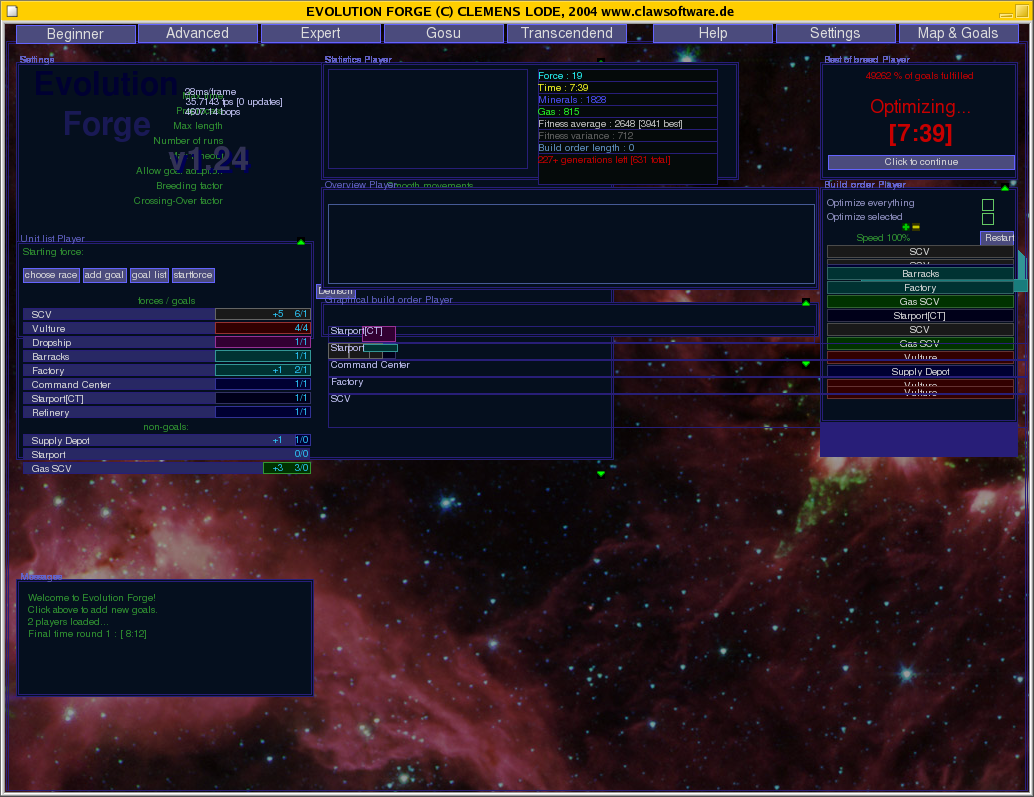 EVOLUTION FORGE (C) CLEMENS LODE, 2004 www.clawsoftware.de
Beginner Advanced Expert Gosu Transcendend Help Settings Map & Goals
Settings
Evolution
Forge
v1.24
28ms/frame
35.7143 fps [0 updates]
Max length
Number of runs
Breeding factor
Crossing-Over factor
Statistics Player
Force : 19
Time : 7:39
Minerals : 1828
Gas : 815
Fitness average : 2648 [3941 best]
Fitness variance : 712
Build order length : 0
227+ generations left [631 total]
49262 % of goals fulfilled
Optimizing...
[7:39]
Click to continue
Overview Player
Smooth movements
Build order Player
Optimize everything
Optimize selected
Speed 100%
Restart
SCV
Barracks
Factory
Gas SCV
Starport[CT]
SCV
Gas SCV
Vulture
Supply Depot
Vulture
Vulture
Unit list Player
Starting force:
choose race add goal goal list startforce
forces / goals
SCV +5 6/1
Vulture 4/4
Dropship 1/1
Barracks 1/1
Factory +1 2/1
Command Center 1/1
Starport[CT] 1/1
Refinery 1/1
non-goals:
Supply Depot +1 1/0
Starport 0/0
Gas SCV +3 3/0
Deutsch
Graphical build order Player
Starport[CT]
Starport
Command Center
Factory
SCV
Messages
Welcome to Evolution Forge!
Click above to add new goals.
2 players loaded...
Final time round 1 : [ 8:12]